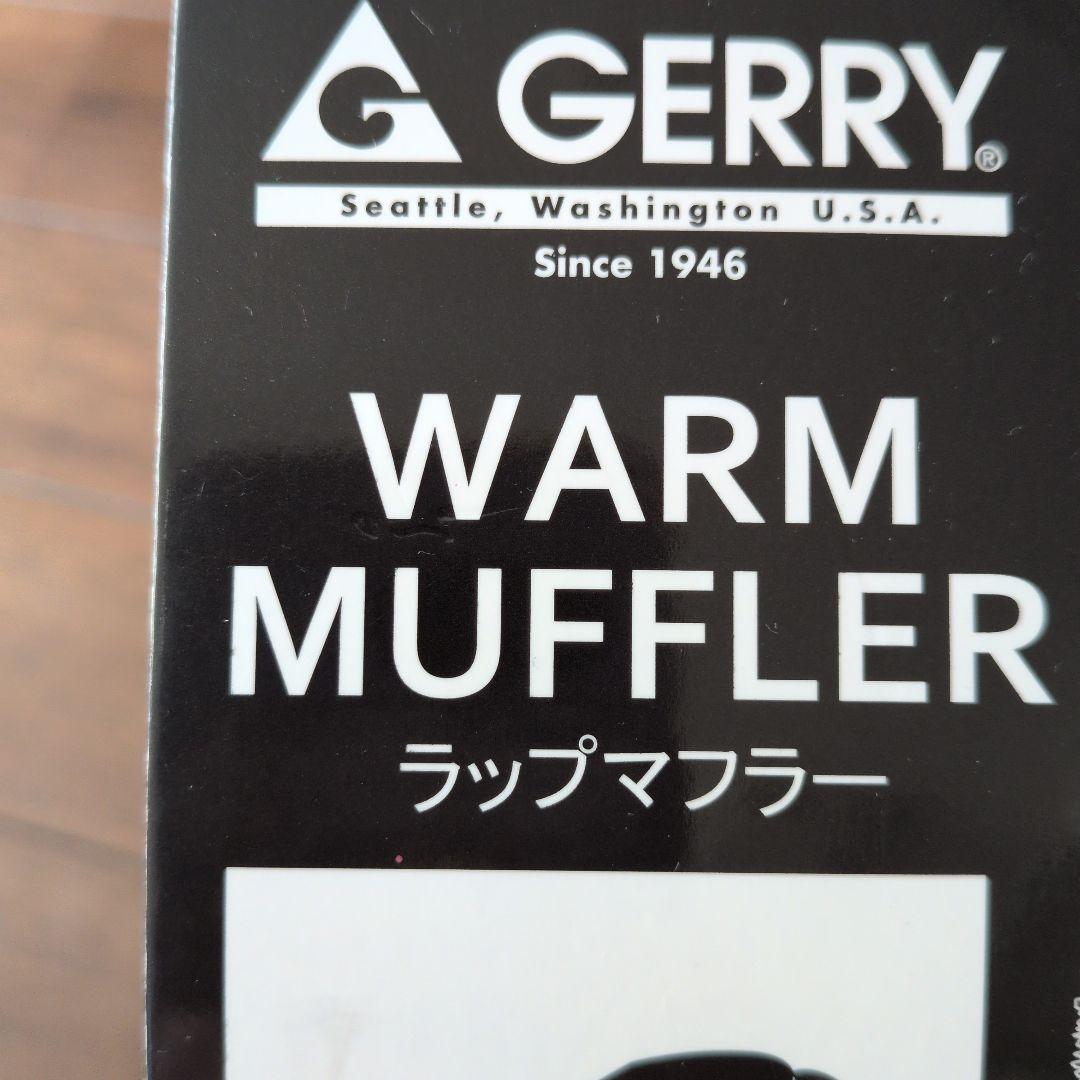 GERRY®
Seattle, Washington U.S.A.
Since 1946
WARM
MUFFLER
ラップマフラー